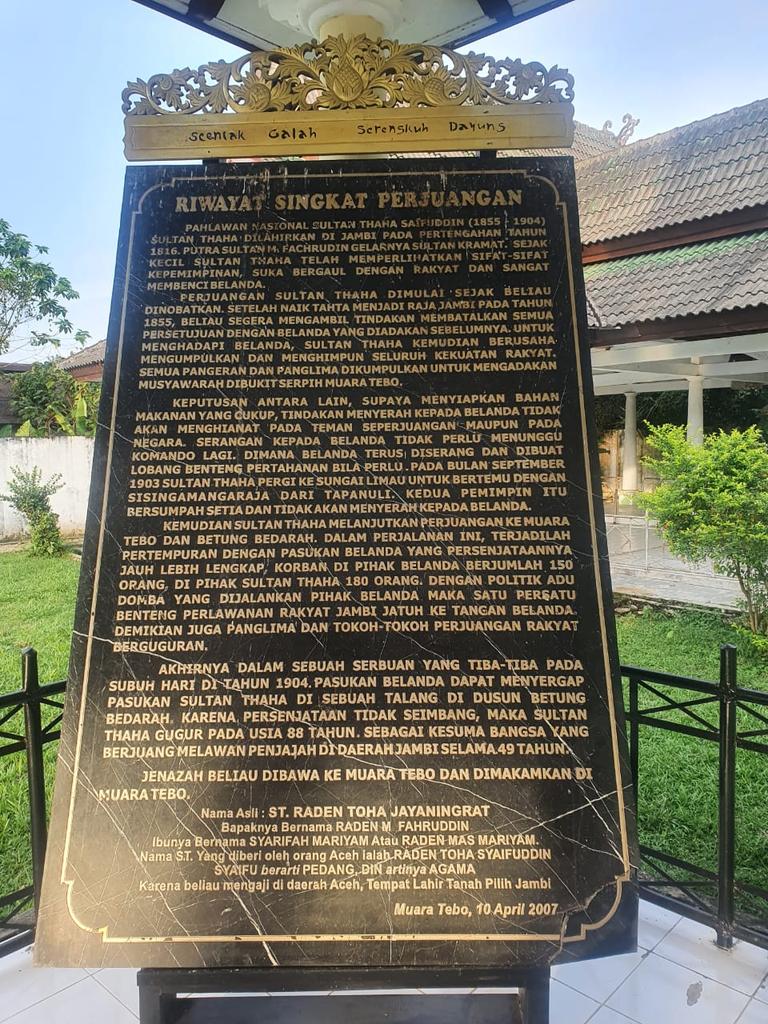 Scentak Galah Serengkuh Dayung
RIWAYAT SINGKAT PERJUANGAN
PAHLAWAN NASIONAL SULTAN THAHA SAIFUDDIN (1855 - 1904)
SULTAN THAHA DILAHIRKAN DI JAMBI PADA PERTENGAHAN TAHUN
1816. PUTRA SULTAN M. FACHRUDIN GELARNYA SULTAN KRAMAT. SEJAK
KECIL SULTAN THAHA TELAH MEMPERLIHATKAN SIFAT-SIFAT
KEPEMIMPINAN, SUKA BERGAUL DENGAN RAKYAT DAN SANGAT
MEMBENCI BELANDA.
PERJUANGAN SULTAN THAHA DIMULAI SEJAK BELIAU
DINOBATKAN. SETELAH NAIK TAHTA MENJADI RAJA JAMBI PADA TAHUN
1855, BELIAU SEGERA MENGAMBIL TINDAKAN MEMBATALKAN SEMUA
PERSETUJUAN DENGAN BELANDA YANG DIADAKAN SEBELUMNYA. UNTUK
MENGHADAPI BELANDA, SULTAN THAHA KEMUDIAN BERUSAHA
MENGUMPULKAN DAN MENGHIMPUN SELURUH KEKUATAN RAKYAT.
SEMUA PANGERAN DAN PANGLIMA DIKUMPULKAN UNTUK MENGADAKAN
MUSYAWARAH DIBUKIT SERPIH MUARA TEBO.
KEPUTUSAN ANTARA LAIN, SUPAYA MENYIAPKAN BAHAN
MAKANAN YANG CUKUP, TINDAKAN MENYERAH KEPADA BELANDA TIDAK
AKAN MENGHIANAT PADA TEMAN SEPERJUANGAN MAUPUN PADA
NEGARA. SERANGAN KEPADA BELANDA TIDAK PERLU MENUNGGU
KOMANDO LAGI. DIMANA BELANDA TERUS DISERANG DAN DIBUAT
LOBANG BENTENG PERTAHANAN BILA PERLU. PADA BULAN SEPTEMBER
1903 SULTAN THAHA PERGI KE SUNGAI LIMAU UNTUK BERTEMU DENGAN
SISINGAMANGARAJA DARI TAPANULI. KEDUA PEMIMPIN ITU
BERSUMPAH SETIA DAN TIDAK AKAN MENYERAH KEPADA BELANDA.
KEMUDIAN SULTAN THAHA MELANJUTKAN PERJUANGAN KE MUARA
TEBO DAN BETUNG BEDARAH. DALAM PERJALANAN INI, TERJADILAH
PERTEMPURAN DENGAN PASUKAN BELANDA YANG PERSENJATAANNYA
JAUH LEBIH LENGKAP, KORBAN DI PIHAK BELANDA BERJUMLAH 150
ORANG, DI PIHAK SULTAN THAHA 180 ORANG. DENGAN POLITIK ADU
DOMBA YANG DIJALANKAN PIHAK BELANDA MAKA SATU PERSATU
BENTENG PERLAWANAN RAKYAT JAMBI JATUH KE TANGAN BELANDA.
DEMIKIAN JUGA PANGLIMA DAN TOKOH-TOKOH PERJUANGAN RAKYAT
BERGUGURAN.
AKHIRNYA DALAM SEBUAH SERBUAN YANG TIBA-TIBA PADA
SUBUH HARI DI TAHUN 1904. PASUKAN BELANDA DAPAT MENYERGAP
PASUKAN SULTAN THAHA DI SEBUAH TALANG DI DUSUN BETUNG
BEDARAH. KARENA PERSENJATAAN TIDAK SEIMBANG, MAKA SULTAN
THAHA GUGUR PADA USIA 88 TAHUN. SEBAGAI KESUMA BANGSA YANG
BERJUANG MELAWAN PENJAJAH DI DAERAH JAMBI SELAMA 49 TAHUN.
JENAZAH BELIAU DIBAWA KE MUARA TEBO DAN DIMAKAMKAN DI
MUARA TEBO.
Nama Asli : ST. RADEN TOHA JAYANINGRAT
Bapaknya Bernama RADEN M. FAHRUDDIN
Ibunya Bernama SYARIFAH MARIYAM Atau RADEN MAS MARIYAM.
Nama ST. Yang diberi oleh orang Aceh ialah RADEN TOHA SYAIFUDDIN
SYAIFU berarti PEDANG, DIN artinya AGAMA
Karena beliau mengaji di daerah Aceh, Tempat Lahir Tanah Pilih Jambi
Muara Tebo, 10 April 2007